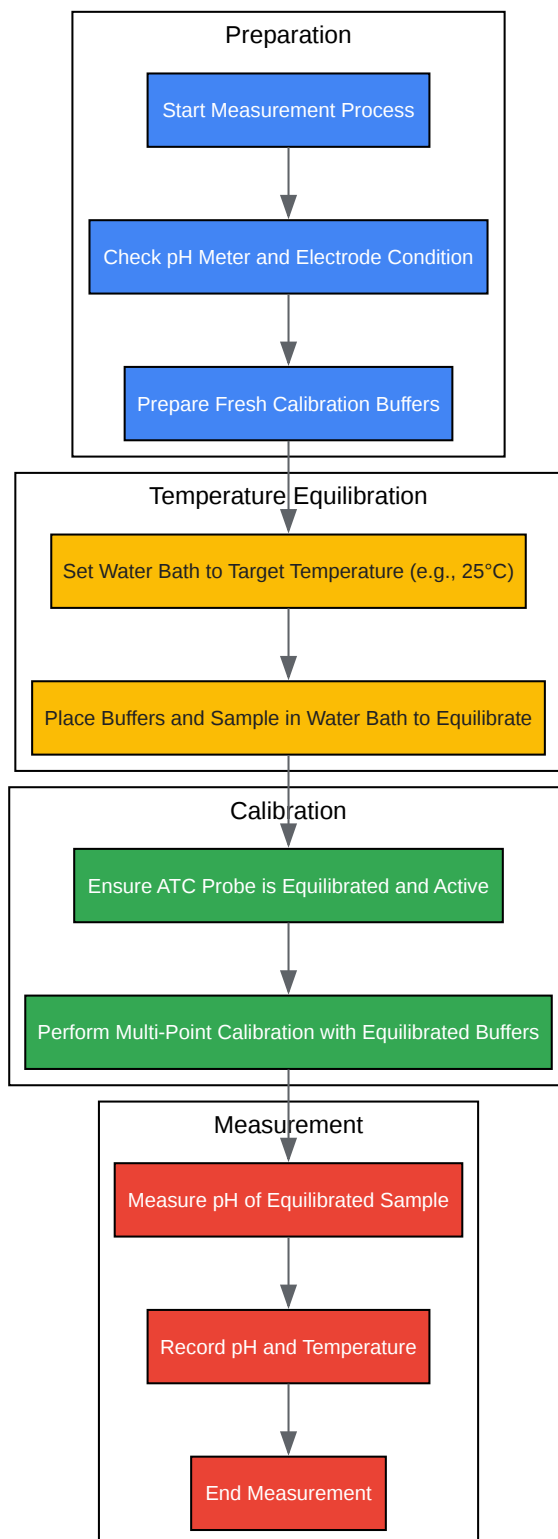 Preparation
Start Measurement Process
Check pH Meter and Electrode Condition
Prepare Fresh Calibration Buffers
Temperature Equilibration
Set Water Bath to Target Temperature (e.g., 25°C)
Place Buffers and Sample in Water Bath to Equilibrate
Calibration
Ensure ATC Probe is Equilibrated and Active
Perform Multi-Point Calibration with Equilibrated Buffers
Measurement
Measure pH of Equilibrated Sample
Record pH and Temperature
End Measurement